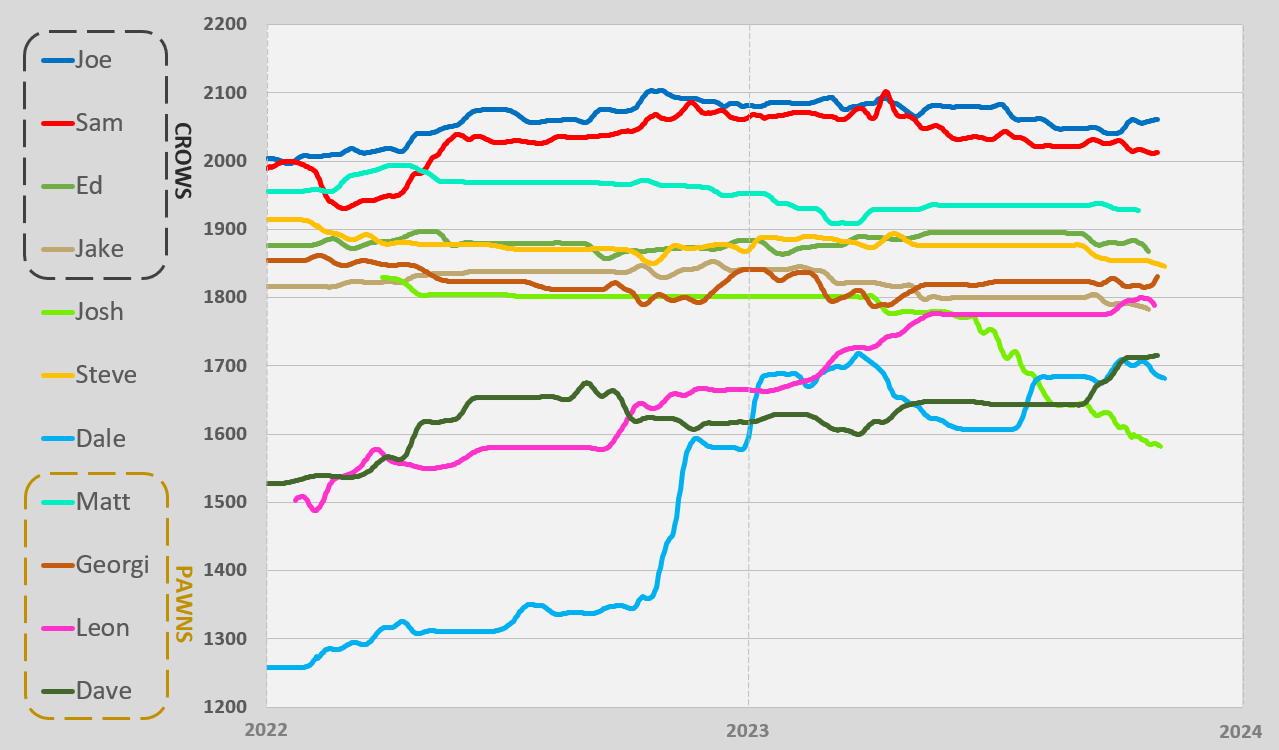 Joe
Sam
Ed
Jake
CROWS
Josh
Steve
Dale
Matt
Georgi
Leon
Dave
PAWNS
2200
2100
2000
1900
1800
1700
1600
1500
1400
1300
1200
2022
2023
2024